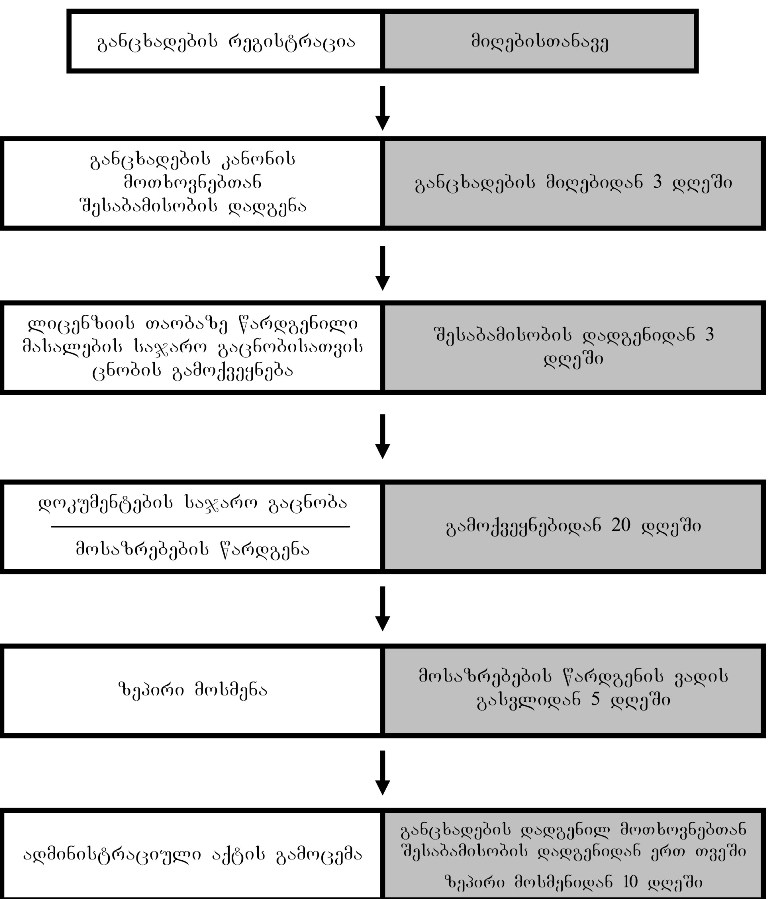 განცხადების რეგისტრაცია
მიღებისთანავე
განცხადების კანონის
მოთხოვნებთან
შესაბამისობის დადგენა
განცხადების მიღებიდან 3 დღეში
ლიცენზიის თაობაზე წარდგენილი
მასალების საჯარო გაცნობისათვის
ცნობის გამოქვეყნება
შესაბამისობის დადგენიდან 3
დღეში
დოკუმენტების საჯარო გაცნობა
მოსაზრებების წარდგენა
გამოქვეყნებიდან 20 დღეში
ზეპირი მოსმენა
მოსაზრებების წარდგენის ვადის
გასვლიდან 5 დღეში
ადმინისტრაციული აქტის გამოცემა
განცხადების დადგენილ მოთხოვნებთან
შესაბამისობის დადგენიდან ერთ თვეში
ზეპირი მოსმენიდან 10 დღეში